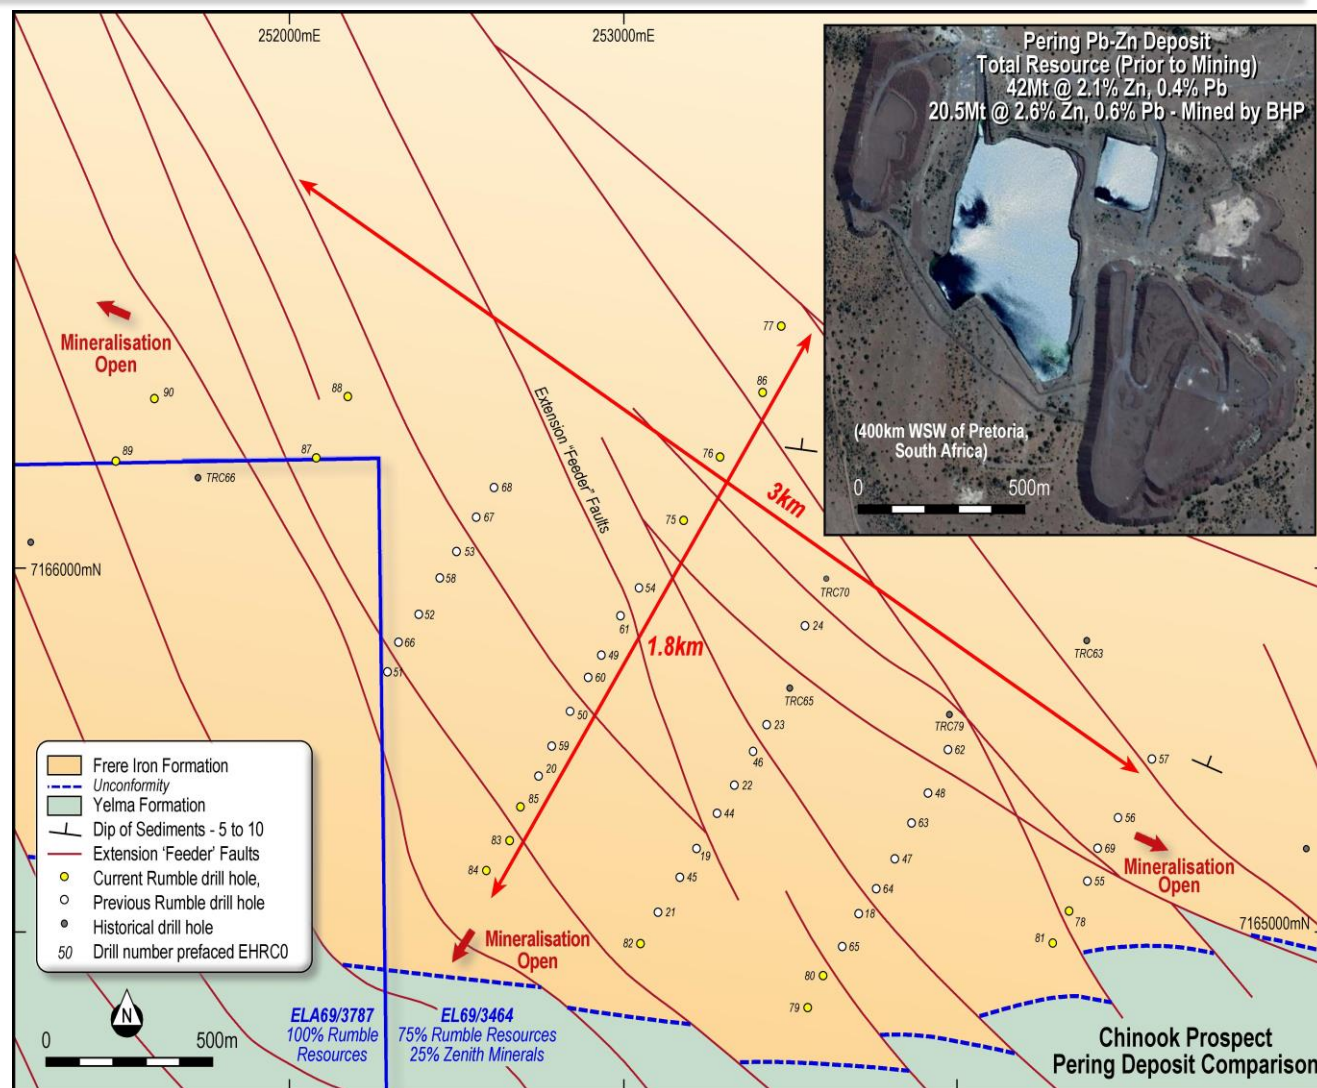 252000mE
253000mE
Pering Pb-Zn Deposit
Total Resource (Prior to Mining)
42Mt @ 2.1% Zn, 0.4% Pb
20.5Mt @ 2.6% Zn, 0.6% Pb - Mined by BHP
(400km WSW of Pretoria,
South Africa)
0
500m
Mineralisation
Open
77
86
90
88
76
89
87
TRC66
Extension "Feeder" Faults
3km
68
67
75
53
7166000mN
58
54
TRC70
52
61
24
66
1.8km
49
TRC63
51
60
TRC65
50
23
TRC79
59
46
62
57
20
22
48
85
44
56
63
83
19
69
47
Mineralisation
Open
84
45
64
55
21
18
78
7165000mN
82
65
81
Mineralisation
Open
80
79
Frere Iron Formation
Unconformity
Yelma Formation
Dip of Sediments - 5 to 10
Extension 'Feeder' Faults
Current Rumble drill hole,
Previous Rumble drill hole
Historical drill hole
50
Drill number prefaced EHRC0
N
0
500m
ELA69/3787
100% Rumble
Resources
EL69/3464
75% Rumble Resources
25% Zenith Minerals
Chinook Prospect
Pering Deposit Comparison